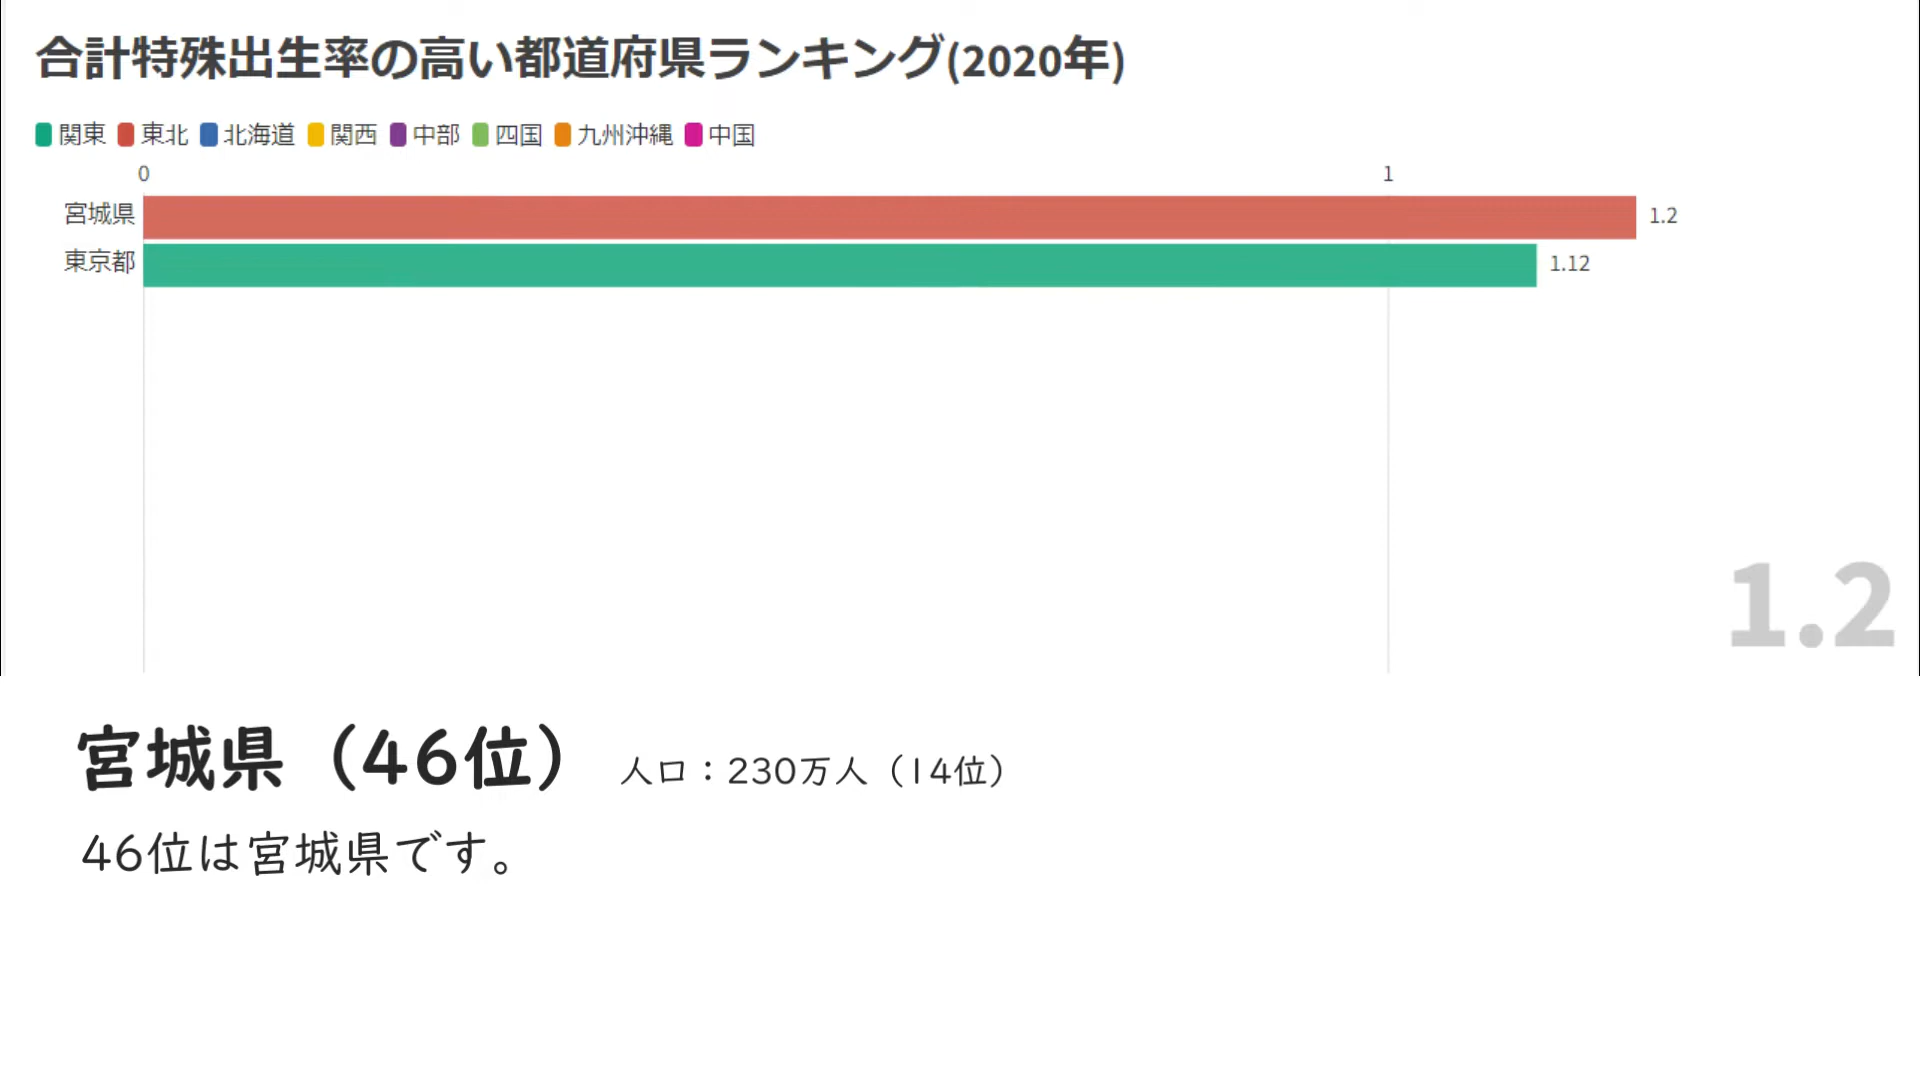 合計特殊出生率の高い都道府県ランキング(2020年)
関東 東北 北海道 関西 中部 四国 九州沖縄 中国
0 1
宮城県 1.2
東京都 1.12
1.2
宮城県（46位） 人口：230万人（14位）
46位は宮城県です。